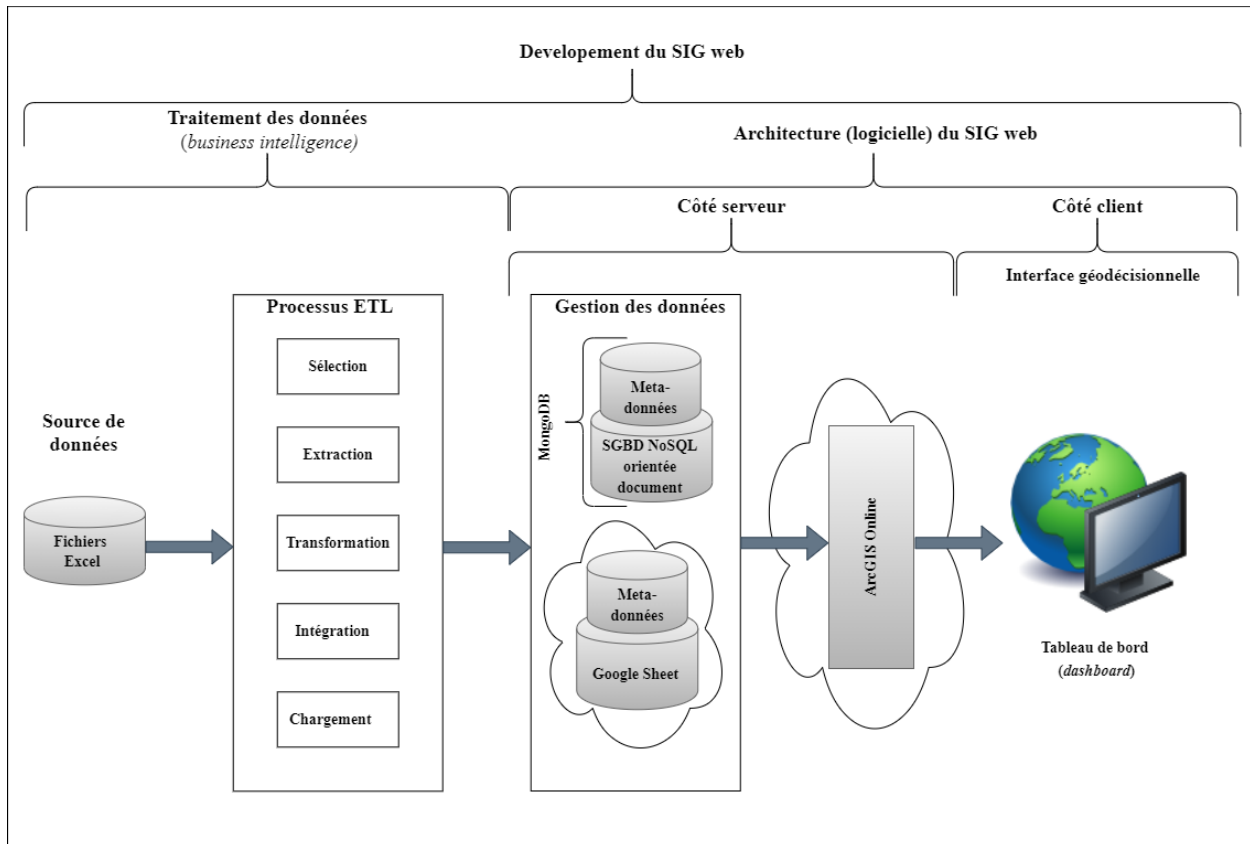 Developement du SIG web
Traitement des données
(business intelligence)
Architecture (logicielle) du SIG web
Côté serveur
Côté client
Interface géodécisionnelle
Source de
données
Fichiers
Excel
Processus ETL
Sélection
Extraction
Transformation
Intégration
Chargement
Gestion des données
MongoDB
Meta-
données
SGBD NoSQL
orientée
document
Meta-
données
Google Sheet
ArcGIS Online
Tableau de bord
(dashboard)